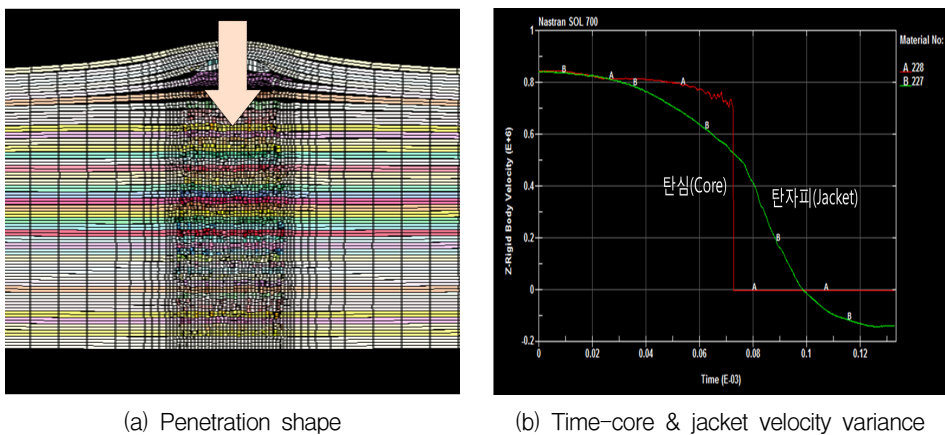 Nastran SOL 700
Material No:
A 228
B 227
1
0.8
0.6
0.4
0.2
0
-0.2
Z-Rigid Body Velocity (E+6)
B
A
B
A
B
탄심(Core)
탄자피(Jacket)
B
A
A
B
0
0.02
0.04
0.06
0.08
0.1
0.12
Time (E-03)
(a) Penetration shape
(b) Time-core & jacket velocity variance